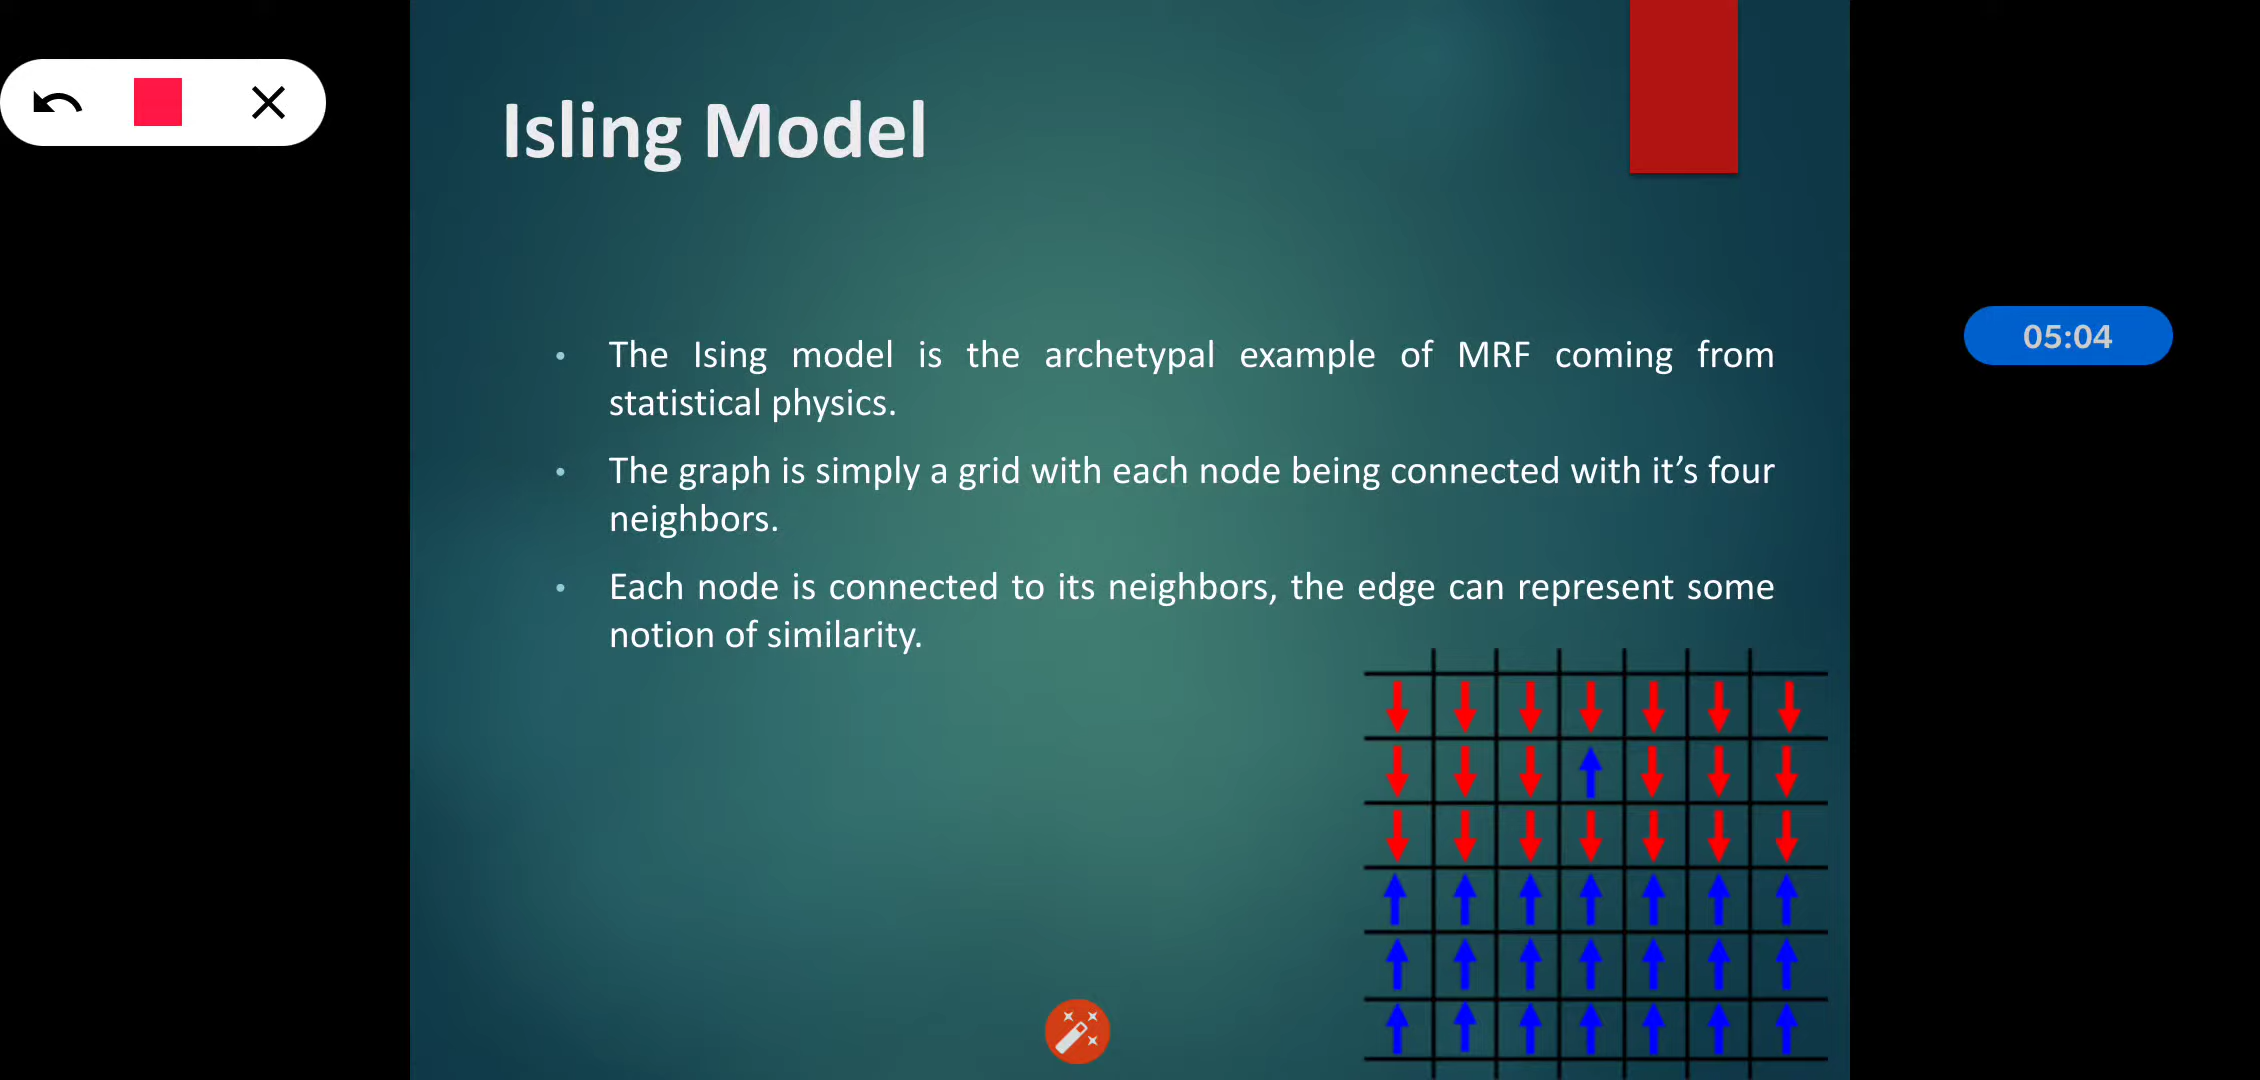 Isling Model
05:04
• The Ising model is the archetypal example of MRF coming from
statistical physics.
• The graph is simply a grid with each node being connected with it’s four
neighbors.
• Each node is connected to its neighbors, the edge can represent some
notion of similarity.